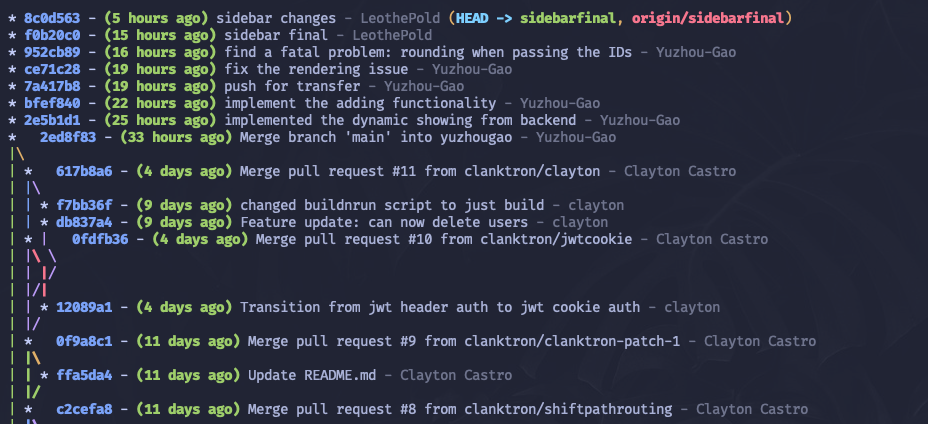 * 8c0d563 - (5 hours ago) sidebar changes - LeothePold (HEAD -> sidebarfinal, origin/sidebarfinal)
* f0b20c0 - (15 hours ago) sidebar final - LeothePold
* 952cb89 - (16 hours ago) find a fatal problem: rounding when passing the IDs - Yuzhou-Gao
* ce71c28 - (19 hours ago) fix the rendering issue - Yuzhou-Gao
* 7a417b8 - (19 hours ago) push for transfer - Yuzhou-Gao
* bfef840 - (22 hours ago) implement the adding functionality - Yuzhou-Gao
* 2e5b1d1 - (25 hours ago) implemented the dynamic showing from backend - Yuzhou-Gao
*   2ed8f83 - (33 hours ago) Merge branch 'main' into yuzhougao - Yuzhou-Gao
|\
| *   617b8a6 - (4 days ago) Merge pull request #11 from clanktron/clayton - Clayton Castro
| |\
| | * f7bb36f - (9 days ago) changed buildnrun script to just build - clayton
| | * db837a4 - (9 days ago) Feature update: can now delete users - clayton
| * |   0fdfb36 - (4 days ago) Merge pull request #10 from clanktron/jwtcookie - Clayton Castro
| |\ \
| | |/
| |/|
| | * 12089a1 - (4 days ago) Transition from jwt header auth to jwt cookie auth - clayton
| |/
| *   0f9a8c1 - (11 days ago) Merge pull request #9 from clanktron/clanktron-patch-1 - Clayton Castro
| |\
| | * ffa5da4 - (11 days ago) Update README.md - Clayton Castro
| |/
| *   c2cefa8 - (11 days ago) Merge pull request #8 from clanktron/shiftpathrouting - Clayton Castro
| |\